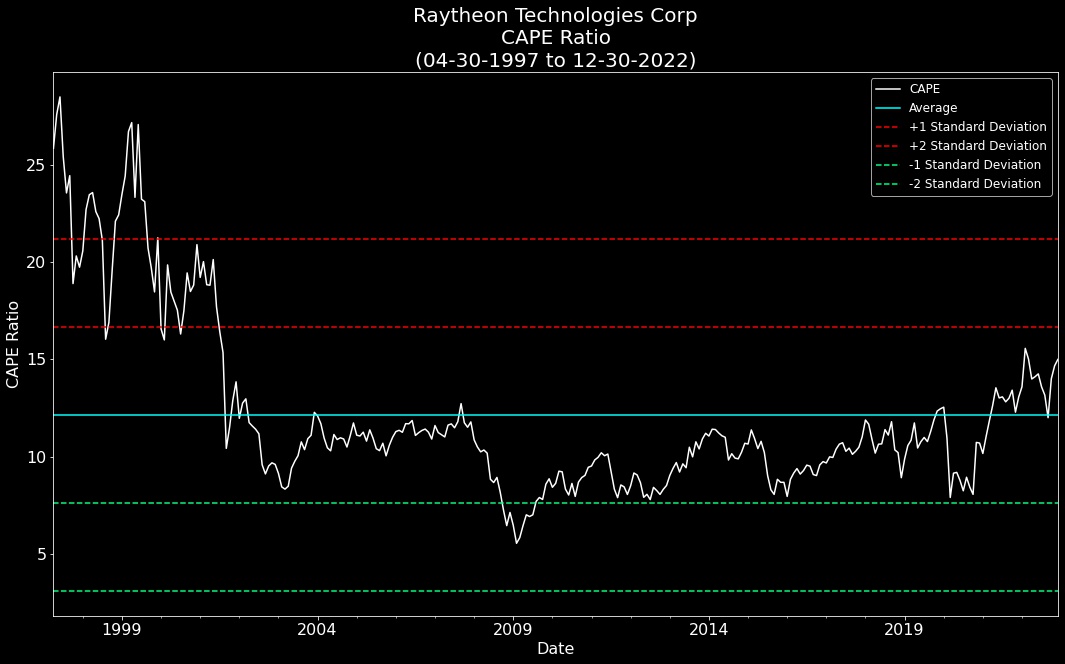 Raytheon Technologies Corp
CAPE Ratio
(04-30-1997 to 12-30-2022)
CAPE
Average
+1 Standard Deviation
+2 Standard Deviation
-1 Standard Deviation
-2 Standard Deviation
CAPE Ratio
25
20
15
10
5
1999
2004
2009
2014
2019
Date